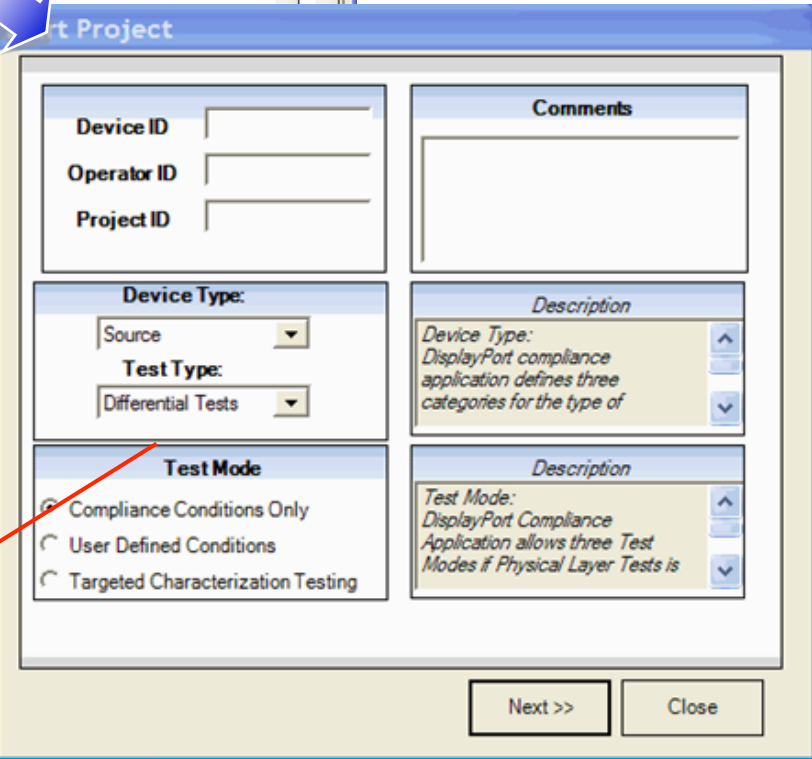 rt Project
Device ID
Operator ID
Project ID
Comments
Device Type:
Source
Test Type:
Differential Tests
Description
Device Type:
DisplayPort compliance
application defines three
categories for the type of
Test Mode
Compliance Conditions Only
User Defined Conditions
Targeted Characterization Testing
Description
Test Mode:
DisplayPort Compliance
Application allows three Test
Modes if Physical Layer Tests is
Next >>
Close